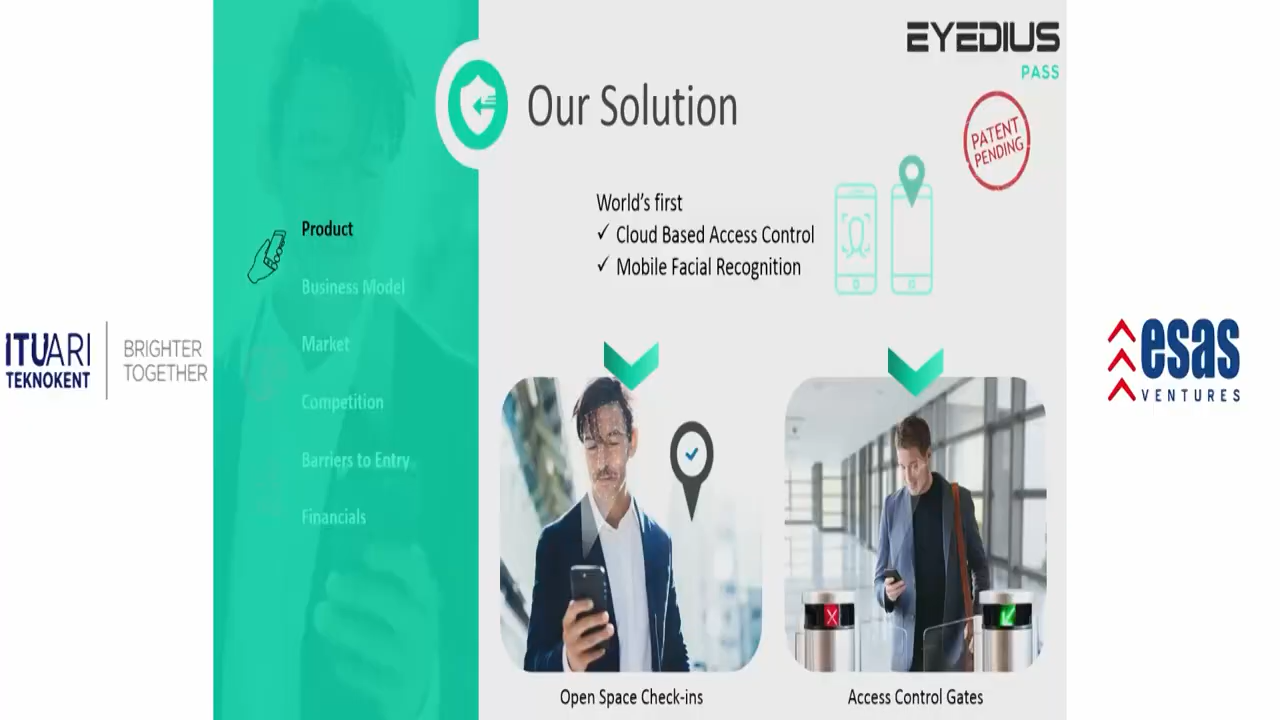 EYEDIUS
PASS
Our Solution
PATENT
PENDING
World's first
✓ Cloud Based Access Control
✓ Mobile Facial Recognition
Product
Business Model
Market
Competition
Barriers to Entry
Financials
iTUARI
TEKNOKENT
BRIGHTER
TOGETHER
esas
VENTURES
Open Space Check-ins
Access Control Gates